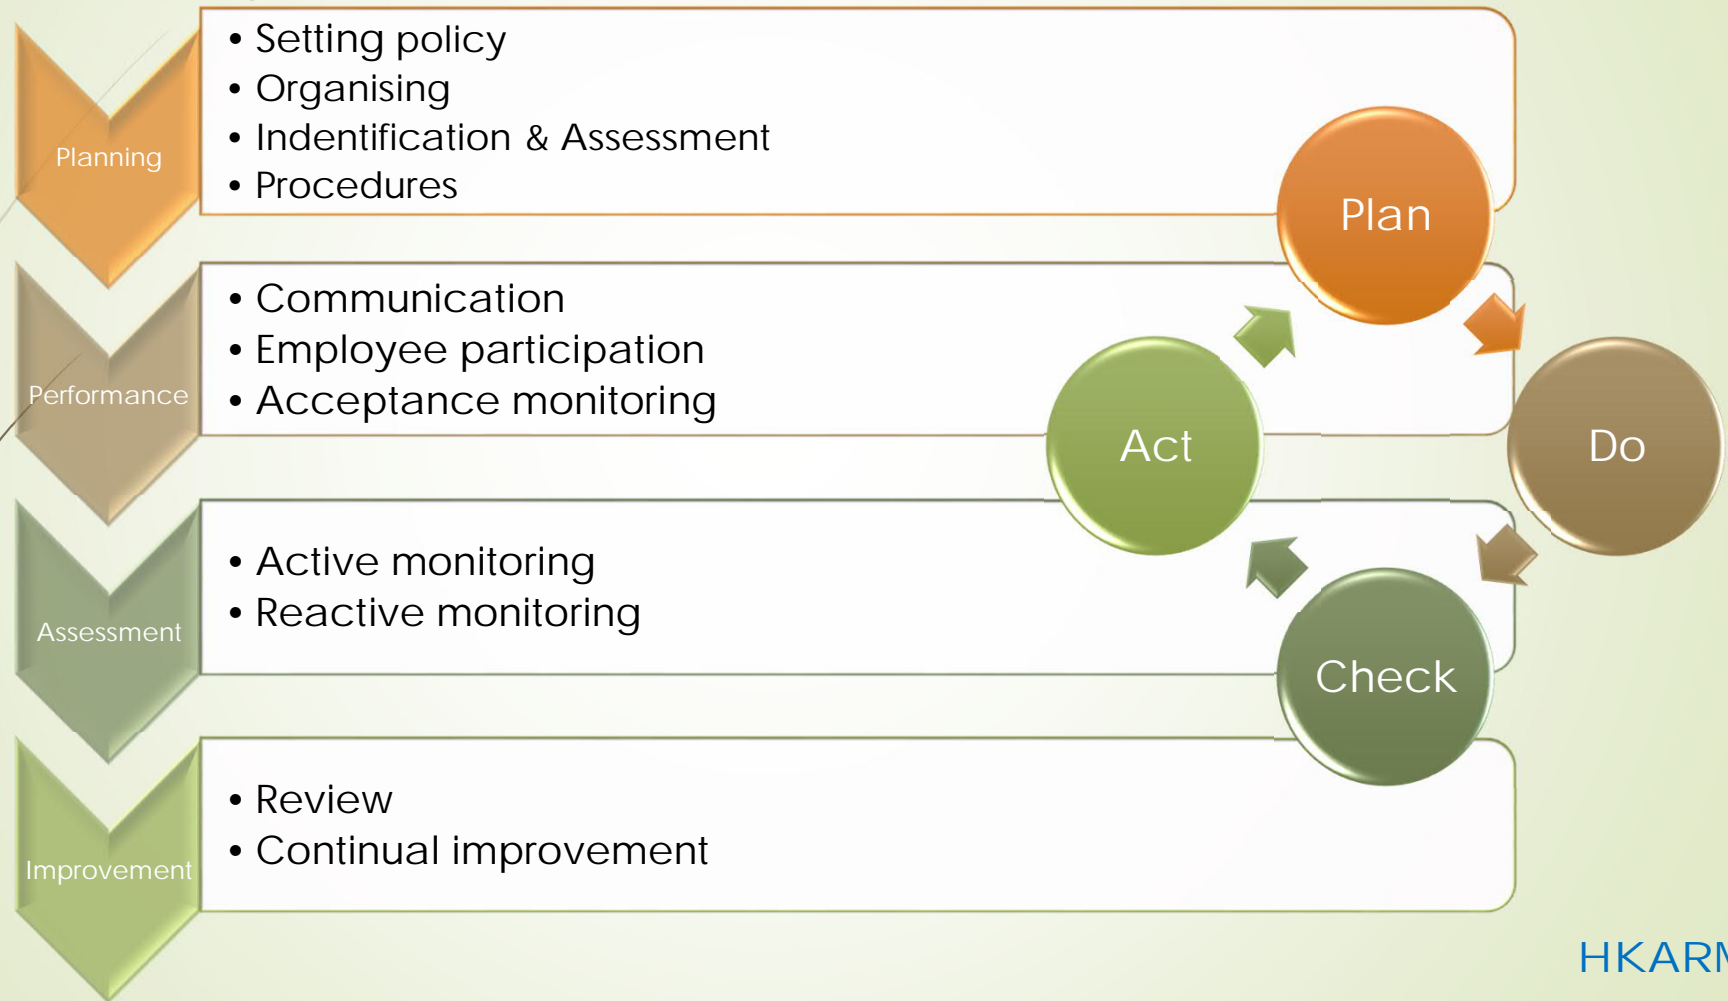 Planning
• Setting policy
• Organising
• Indentification & Assessment
• Procedures
Performance
• Communication
• Employee participation
• Acceptance monitoring
Assessment
• Active monitoring
• Reactive monitoring
Improvement
• Review
• Continual improvement
Plan
Do
Check
Act
HKARM